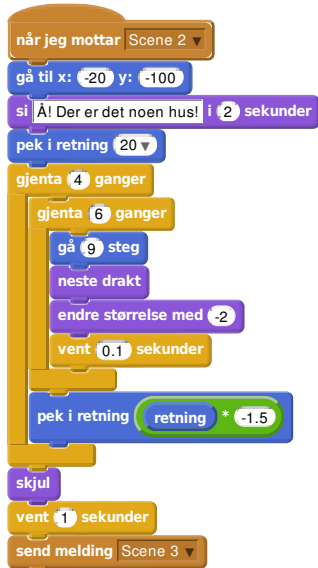 når jeg mottar Scene 2
gå til x: -20 y: -100
si Å! Der er det noen hus! i 2 sekunder
pek i retning 20
gjenta 4 ganger
gjenta 6 ganger
gå 9 steg
neste drakt
endre størrelse med -2
vent 0.1 sekunder
pek i retning retning * -1.5
skjul
vent 1 sekunder
send melding Scene 3